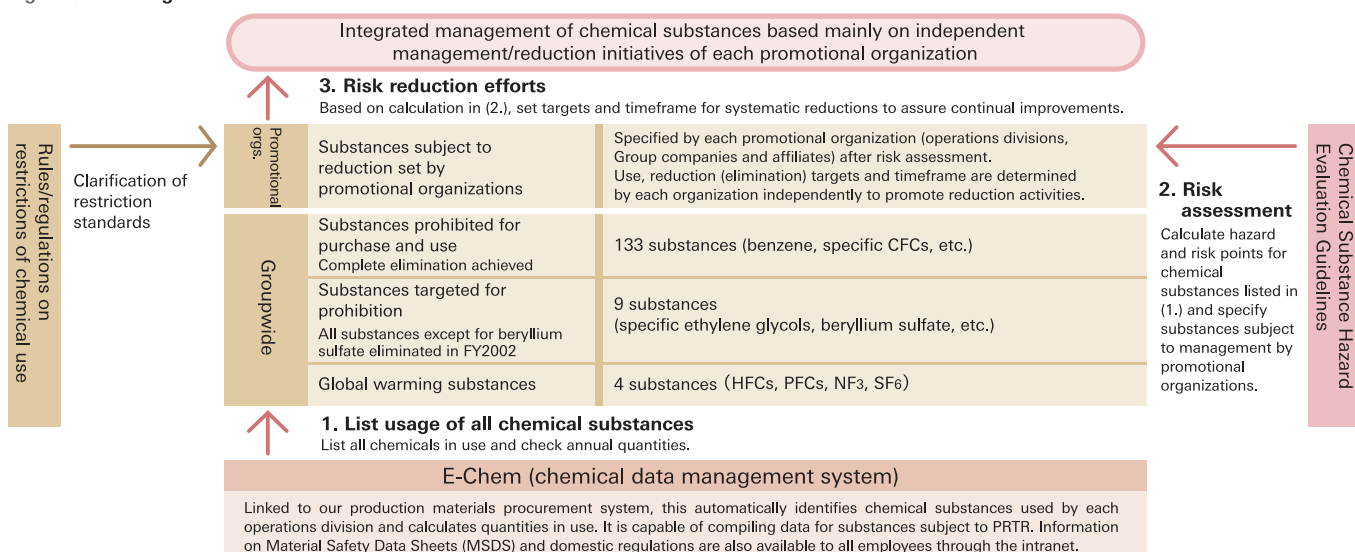 Integrated management of chemical substances based mainly on independent
management/reduction initiatives of each promotional organization
3. Risk reduction efforts
Based on calculation in (2.), set targets and timeframe for systematic reductions to assure continual improvements.
Rules/regulations on
restrictions of chemical use
Clarification of
restriction
standards
Promotional
orgs.
Substances subject to
reduction set by
promotional organizations
Specified by each promotional organization (operations divisions,
Group companies and affiliates) after risk assessment.
Use, reduction (elimination) targets and timeframe are determined
by each organization independently to promote reduction activities.
Groupwide
Substances prohibited for
purchase and use
Complete elimination achieved
133 substances (benzene, specific CFCs, etc.)
Substances targeted for
prohibition
All substances except for beryllium
sulfate eliminated in FY2002
9 substances
(specific ethylene glycols, beryllium sulfate, etc.)
Global warming substances
4 substances (HFCs, PFCs, NF3, SF6)
2. Risk
assessment
Calculate hazard
and risk points for
chemical
substances listed in
(1.) and specify
substances subject
to management by
promotional
organizations.
Chemical Substance Hazard
Evaluation Guidelines
1. List usage of all chemical substances
List all chemicals in use and check annual quantities.
E-Chem (chemical data management system)
Linked to our production materials procurement system, this automatically identifies chemical substances used by each
operations division and calculates quantities in use. It is capable of compiling data for substances subject to PRTR. Information
on Material Safety Data Sheets (MSDS) and domestic regulations are also available to all employees through the intranet.